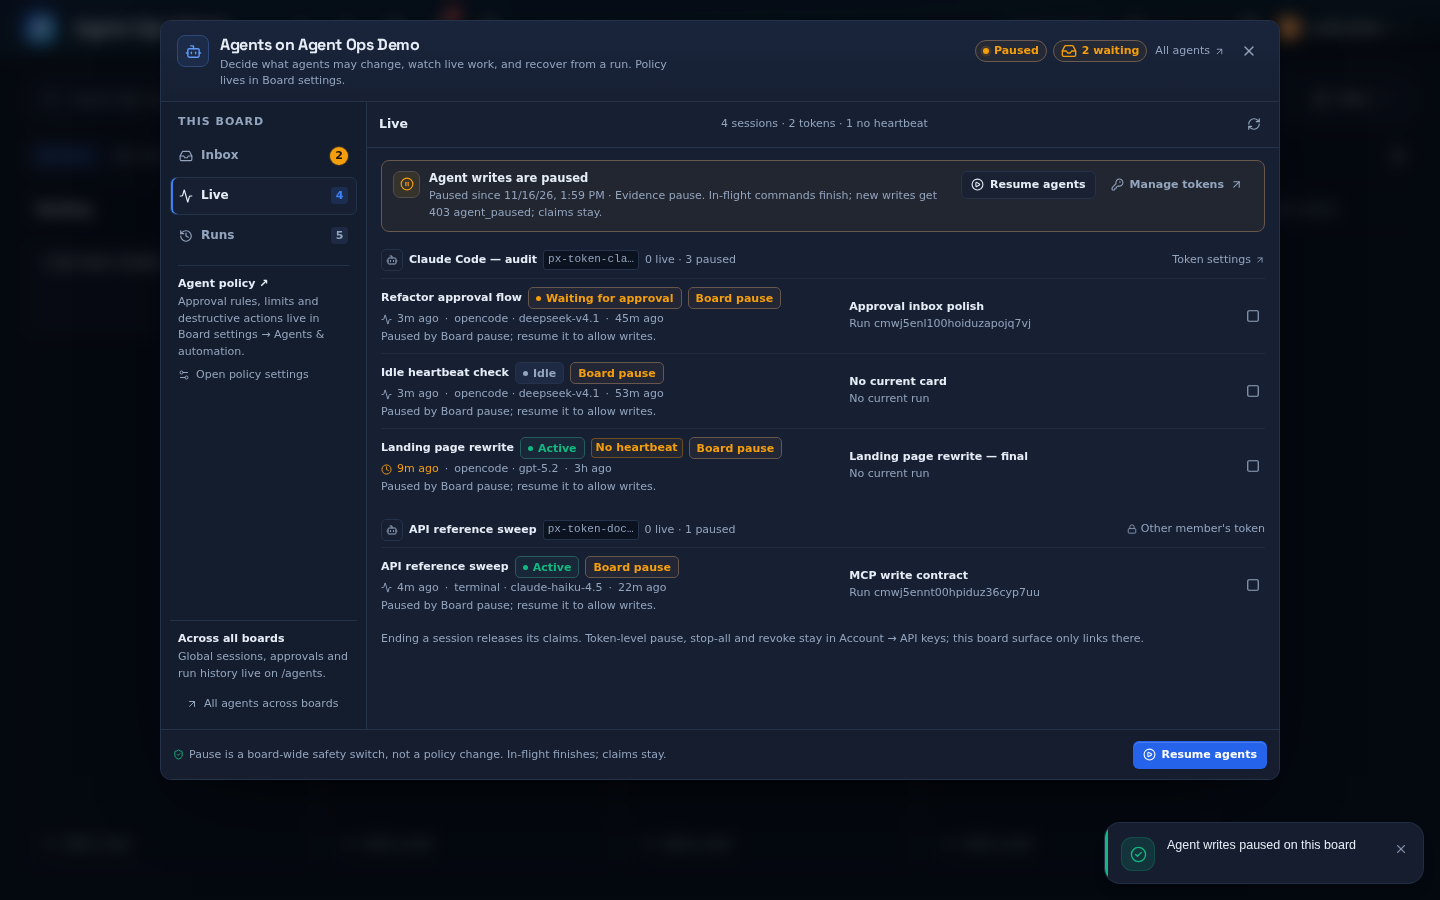 Agents on Agent Ops Demo
Decide what agents may change, watch live work, and recover from a run. Policy
lives in Board settings.
Paused
2 waiting
All agents
THIS BOARD
Inbox
2
Live
4
Runs
5
Agent policy ↗
Approval rules, limits and
destructive actions live in
Board settings → Agents &
automation.
Open policy settings
Across all boards
Global sessions, approvals and
run history live on /agents.
All agents across boards
Live
4 sessions · 2 tokens · 1 no heartbeat
Agent writes are paused
Paused since 11/16/26, 1:59 PM · Evidence pause. In-flight commands finish; new writes get
403 agent_paused; claims stay.
Resume agents
Manage tokens
Claude Code — audit px-token-cla… 0 live · 3 paused
Token settings
Refactor approval flow Waiting for approval Board pause
3m ago · opencode · deepseek-v4.1 · 45m ago
Paused by Board pause; resume it to allow writes.
Approval inbox polish
Run cmwj5enl100hoiduzapojq7vj
Idle heartbeat check Idle Board pause
3m ago · opencode · deepseek-v4.1 · 53m ago
Paused by Board pause; resume it to allow writes.
No current card
No current run
Landing page rewrite Active No heartbeat Board pause
9m ago · opencode · gpt-5.2 · 3h ago
Paused by Board pause; resume it to allow writes.
Landing page rewrite — final
No current run
API reference sweep px-token-doc… 0 live · 1 paused
Other member's token
API reference sweep Active Board pause
4m ago · terminal · claude-haiku-4.5 · 22m ago
Paused by Board pause; resume it to allow writes.
MCP write contract
Run cmwj5ennt00hpiduz36cyp7uu
Ending a session releases its claims. Token-level pause, stop-all and revoke stay in Account → API keys; this board surface only links there.
Pause is a board-wide safety switch, not a policy change. In-flight finishes; claims stay.
Resume agents
Agent writes paused on this board